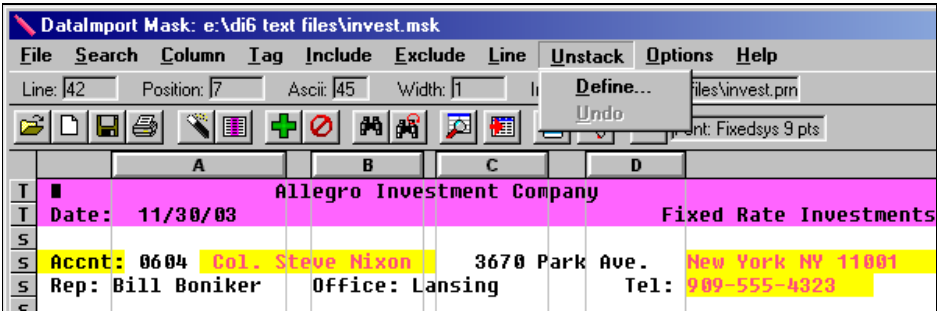 DataImport Mask: e:\di6 text files\invest.msk
File Search Column Tag Include Exclude Line Unstack Options Help
Line: 42 Position: 7 Ascii: 45 Width: 1 files\invest.prn
Define...
Undo
Font: Fixedsys 9 pts
A B C D
T Allegro Investment Company
T Date: 11/30/03 Fixed Rate Investments
S
S Accnt: 0604 Col. Steve Nixon 3670 Park Ave. New York NY 11001
S Rep: Bill Boniker Office: Lansing Tel: 909-555-4323
S